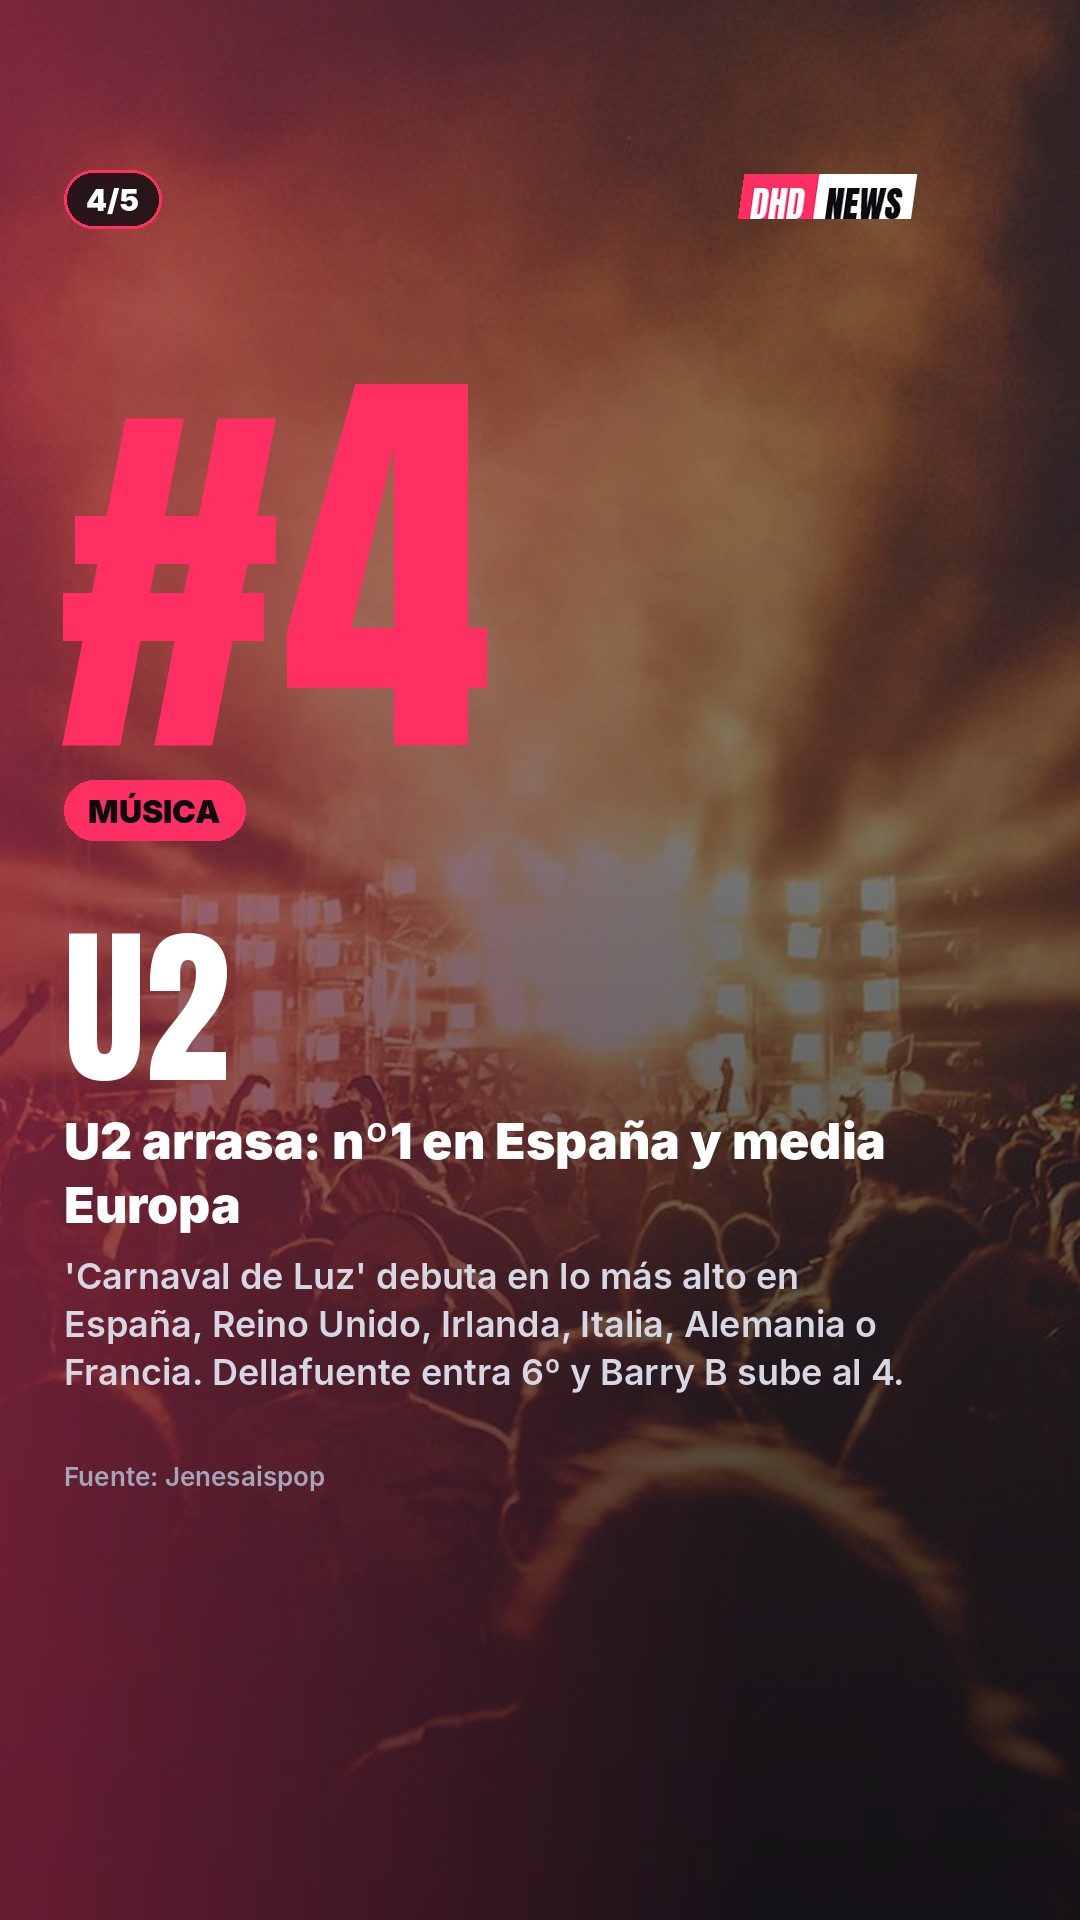 4/5
DHD NEWS
#4
MÚSICA
U2
U2 arrasa: nº1 en España y media
Europa
'Carnaval de Luz' debuta en lo más alto en
España, Reino Unido, Irlanda, Italia, Alemania o
Francia. Dellafuente entra 6º y Barry B sube al 4.
Fuente: Jenesaispop